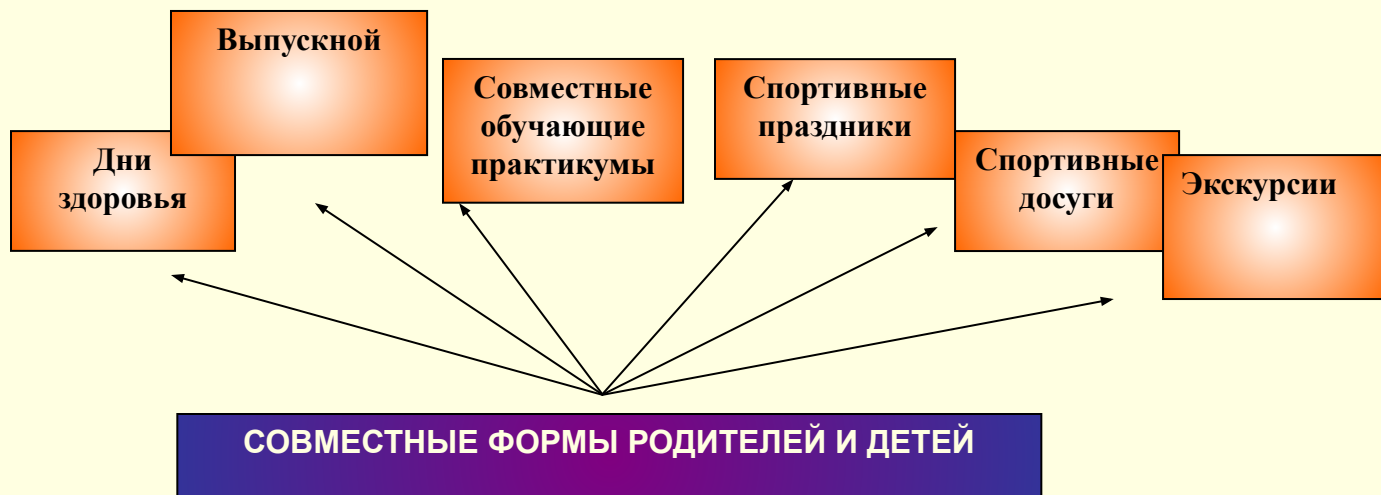 Выпускной
Дни
здоровья
Совместные
обучающие
практикумы
Спортивные
праздники
Спортивные
досуги
Экскурсии
СОВМЕСТНЫЕ ФОРМЫ РОДИТЕЛЕЙ И ДЕТЕЙ